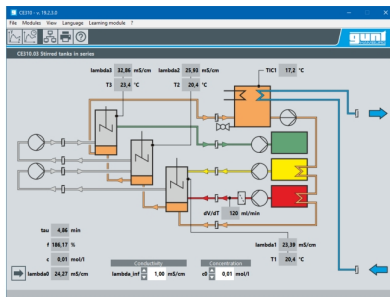 CE310 - v. 19.2.3.0
File Modules View Language Learning module ?
gunt
CE310.03 Stirred tanks in series
lambda3 32,86 mS/cm lambda2 25,93 mS/cm TIC1 17,2 °C
T3 23,4 °C T2 20,4 °C
dV/dT 120 ml/min
tau 4,86 min
f 186,17 %
c 0,01 mol/l
lambda0 24,27 mS/cm
Conductivity
lambda_inf 1,00 mS/cm
Concentration
c0 0,01 mol/l
lambda1 23,39 mS/cm
T1 20,4 °C